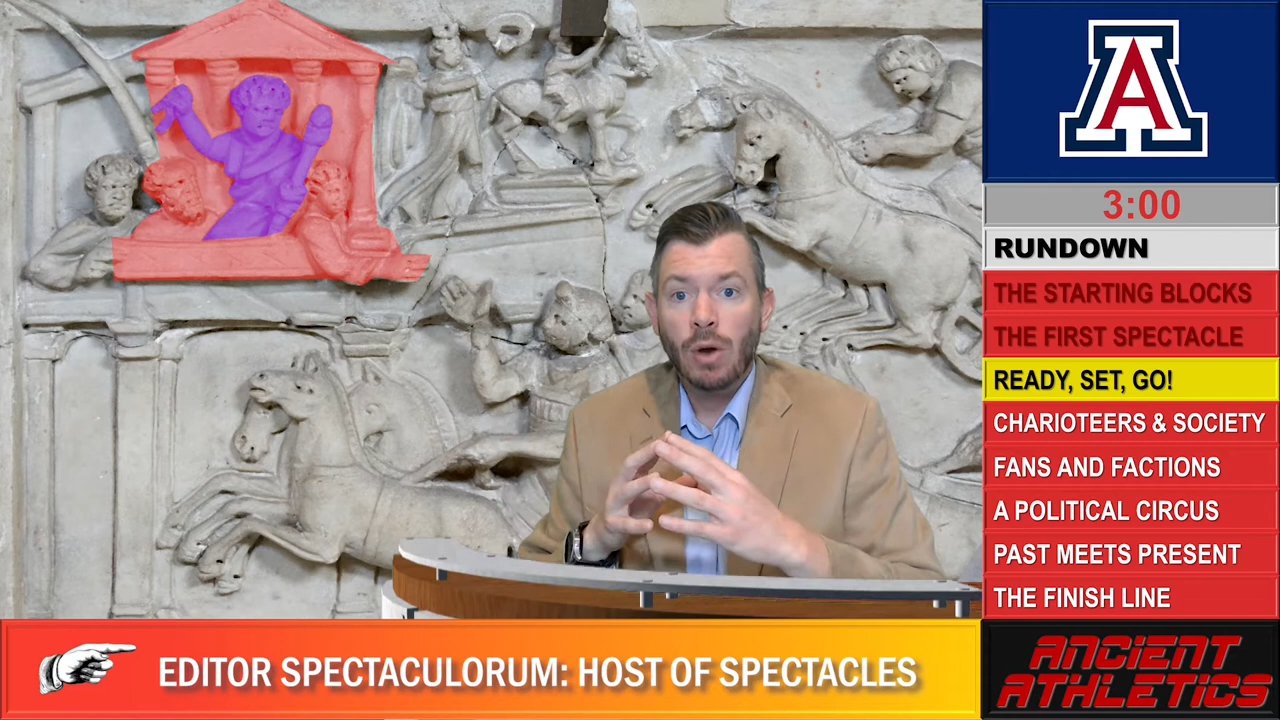 A
3:00
RUNDOWN
THE STARTING BLOCKS
THE FIRST SPECTACLE
READY, SET, GO!
CHARIOTEERS & SOCIETY
FANS AND FACTIONS
A POLITICAL CIRCUS
PAST MEETS PRESENT
THE FINISH LINE
EDITOR SPECTACULORUM: HOST OF SPECTACLES
ANCIENT
ATHLETICS